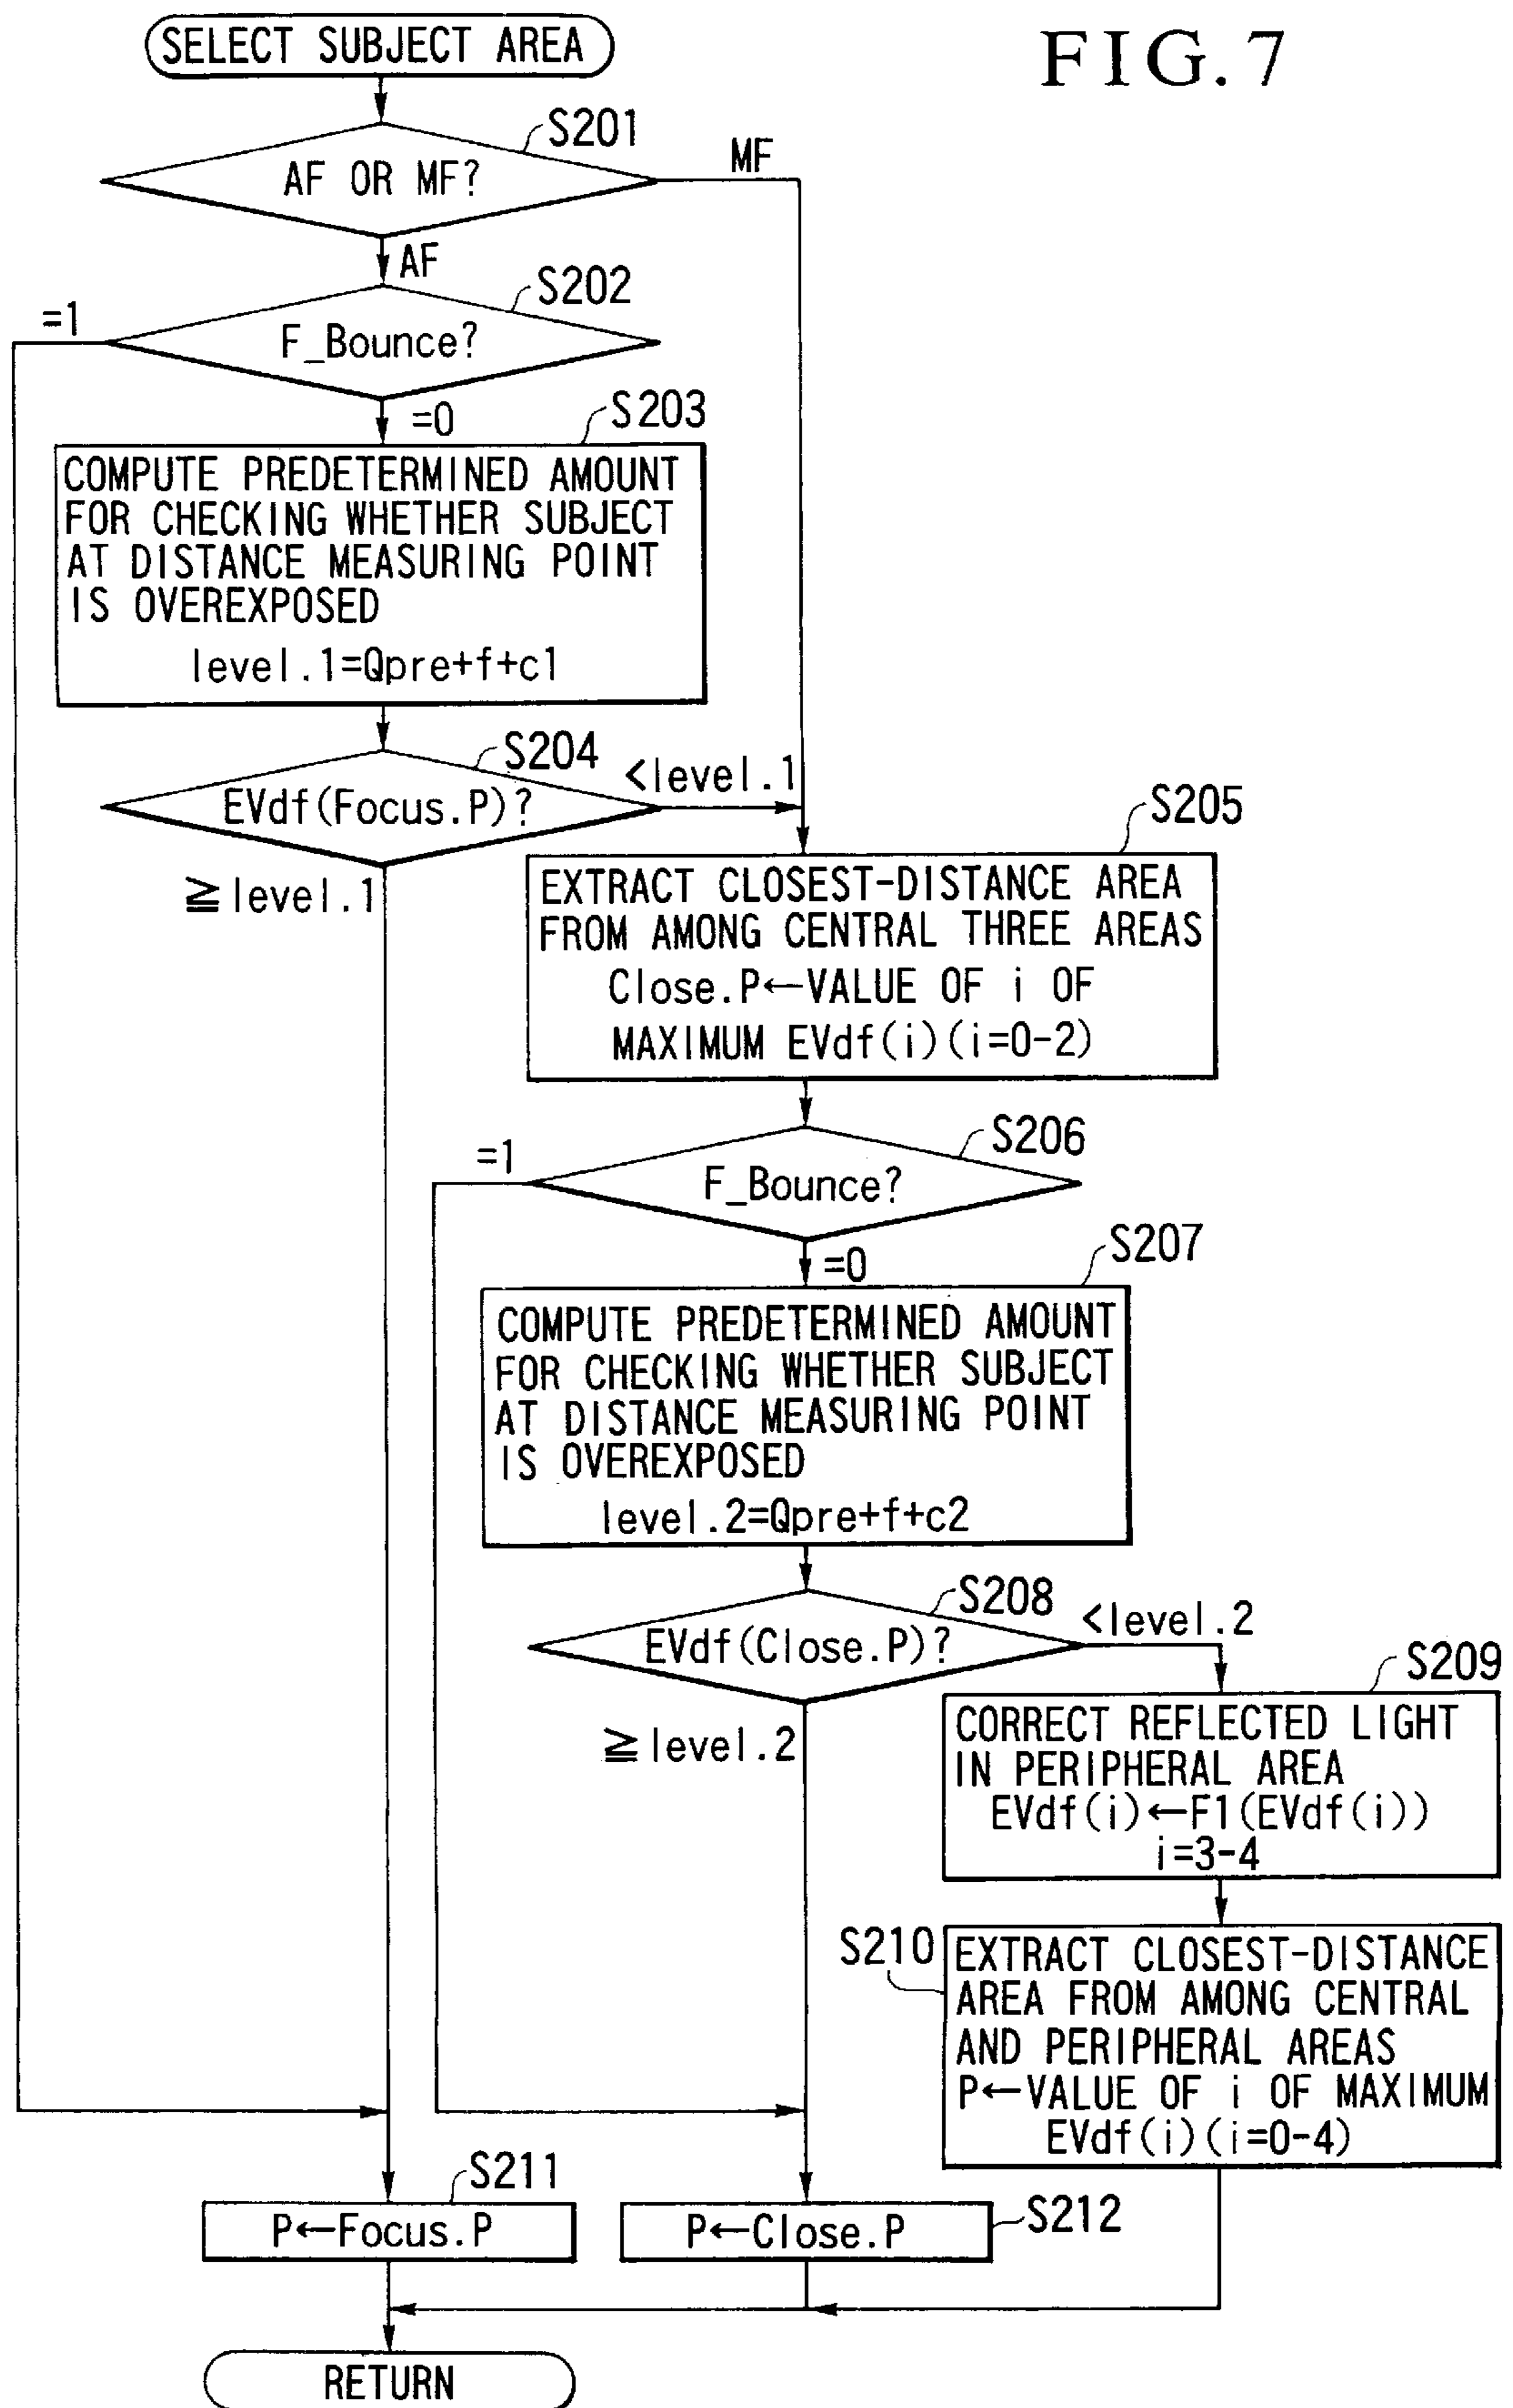 FIG. 7
SELECT SUBJECT AREA
S201
AF OR MF?
MF
AF
S202
=1
F_Bounce?
=0
S203
COMPUTE PREDETERMINED AMOUNT
FOR CHECKING WHETHER SUBJECT
AT DISTANCE MEASURING POINT
IS OVEREXPOSED
level.1=Qpre+f+c1
S204
<level.1
EVdf(Focus.P)?
≧level.1
S205
EXTRACT CLOSEST-DISTANCE AREA
FROM AMONG CENTRAL THREE AREAS
Close.P←VALUE OF i OF
MAXIMUM EVdf(i)(i=0-2)
S206
=1
F_Bounce?
=0
S207
COMPUTE PREDETERMINED AMOUNT
FOR CHECKING WHETHER SUBJECT
AT DISTANCE MEASURING POINT
IS OVEREXPOSED
level.2=Qpre+f+c2
S208
<level.2
EVdf(Close.P)?
≧level.2
S209
CORRECT REFLECTED LIGHT
IN PERIPHERAL AREA
EVdf(i)←F1(EVdf(i))
i=3-4
S210
EXTRACT CLOSEST-DISTANCE
AREA FROM AMONG CENTRAL
AND PERIPHERAL AREAS
P←VALUE OF i OF MAXIMUM
EVdf(i)(i=0-4)
S211
P←Focus.P
P←Close.P
S212
RETURN